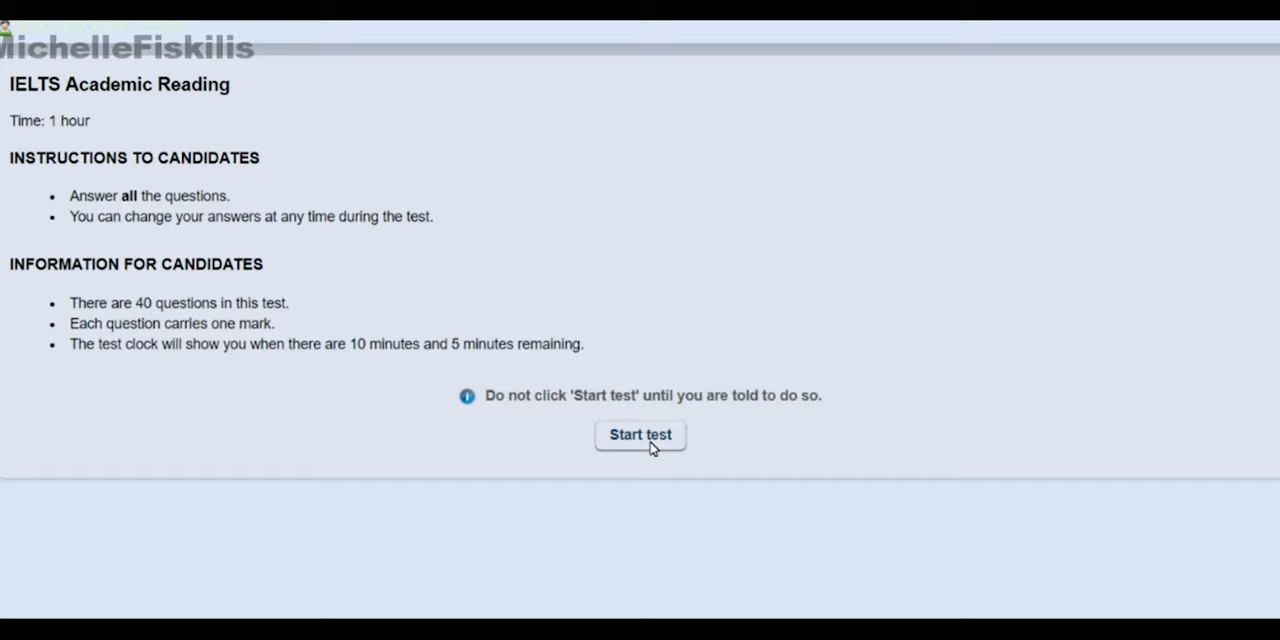 MichelleFiskilis
IELTS Academic Reading
Time: 1 hour
INSTRUCTIONS TO CANDIDATES
• Answer all the questions.
• You can change your answers at any time during the test.
INFORMATION FOR CANDIDATES
• There are 40 questions in this test.
• Each question carries one mark.
• The test clock will show you when there are 10 minutes and 5 minutes remaining.
Do not click 'Start test' until you are told to do so.
Start test